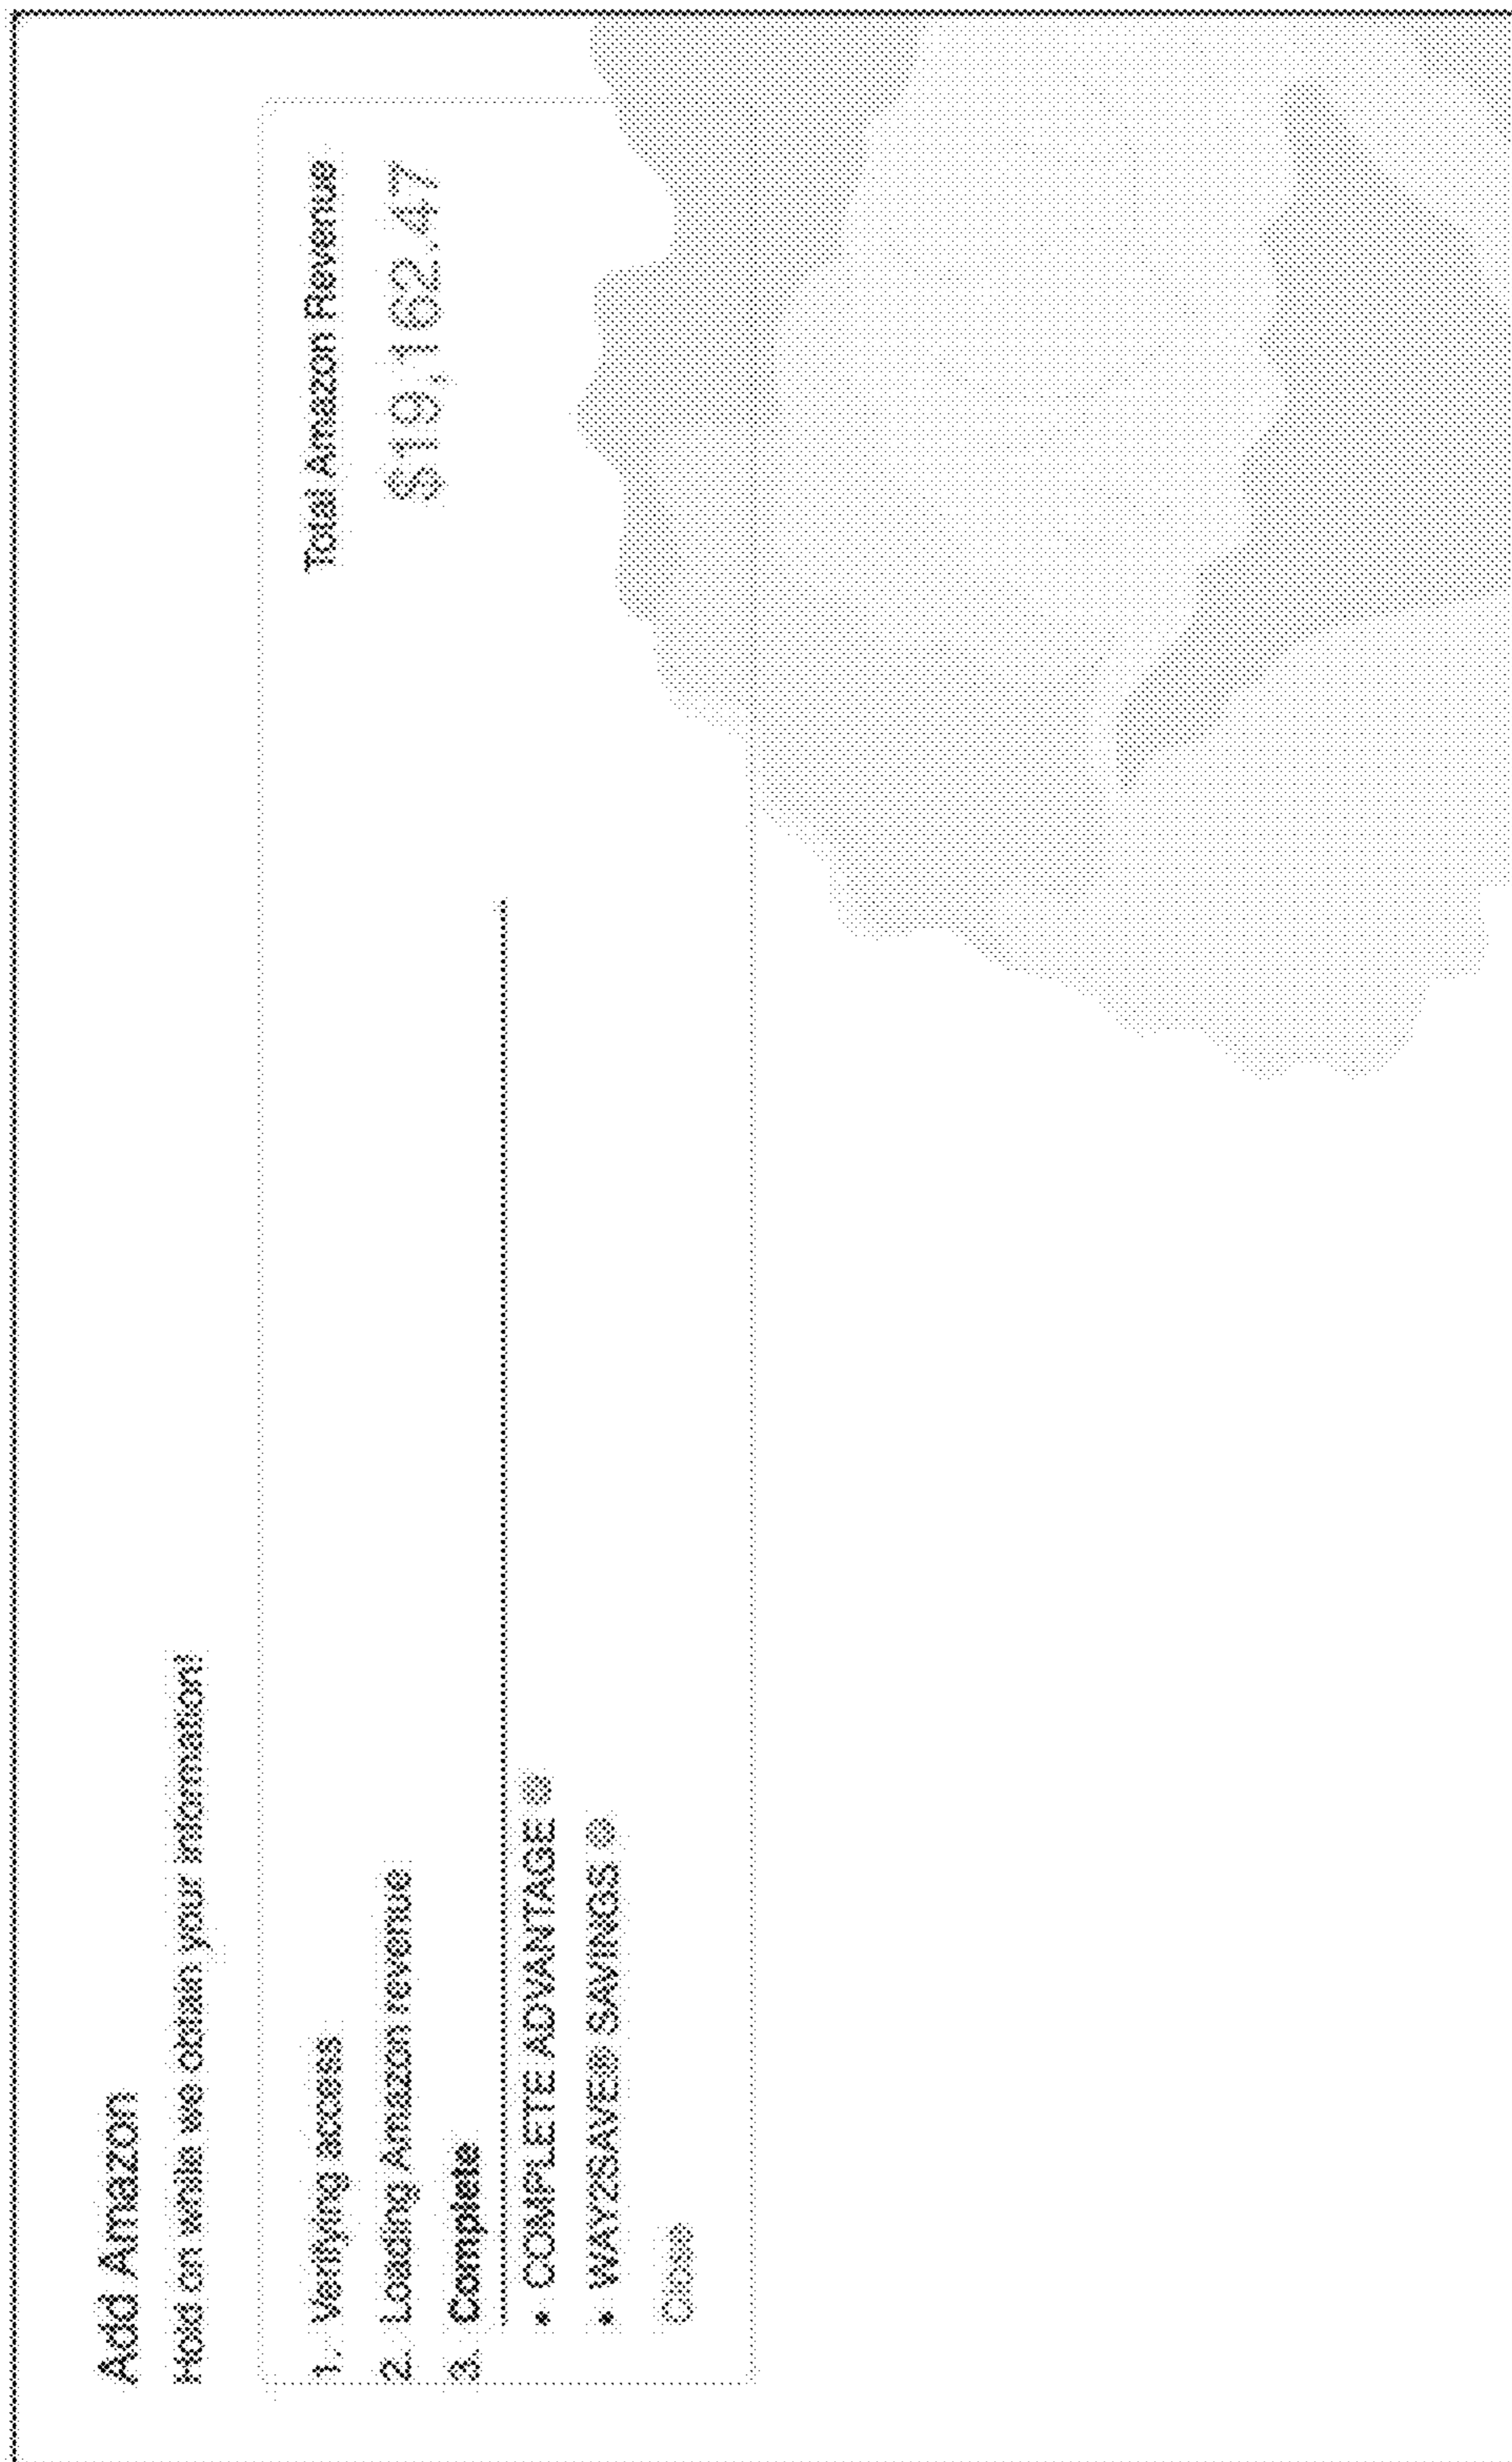 Add Amazon
Hold on while we obtain your information!
1. Verifying access
2. Loading Amazon revenue
3. Complete
• COMPLETE ADVANTAGE
• WAY2SAVE® SAVINGS
Close
Total Amazon Revenue
$19,162.47